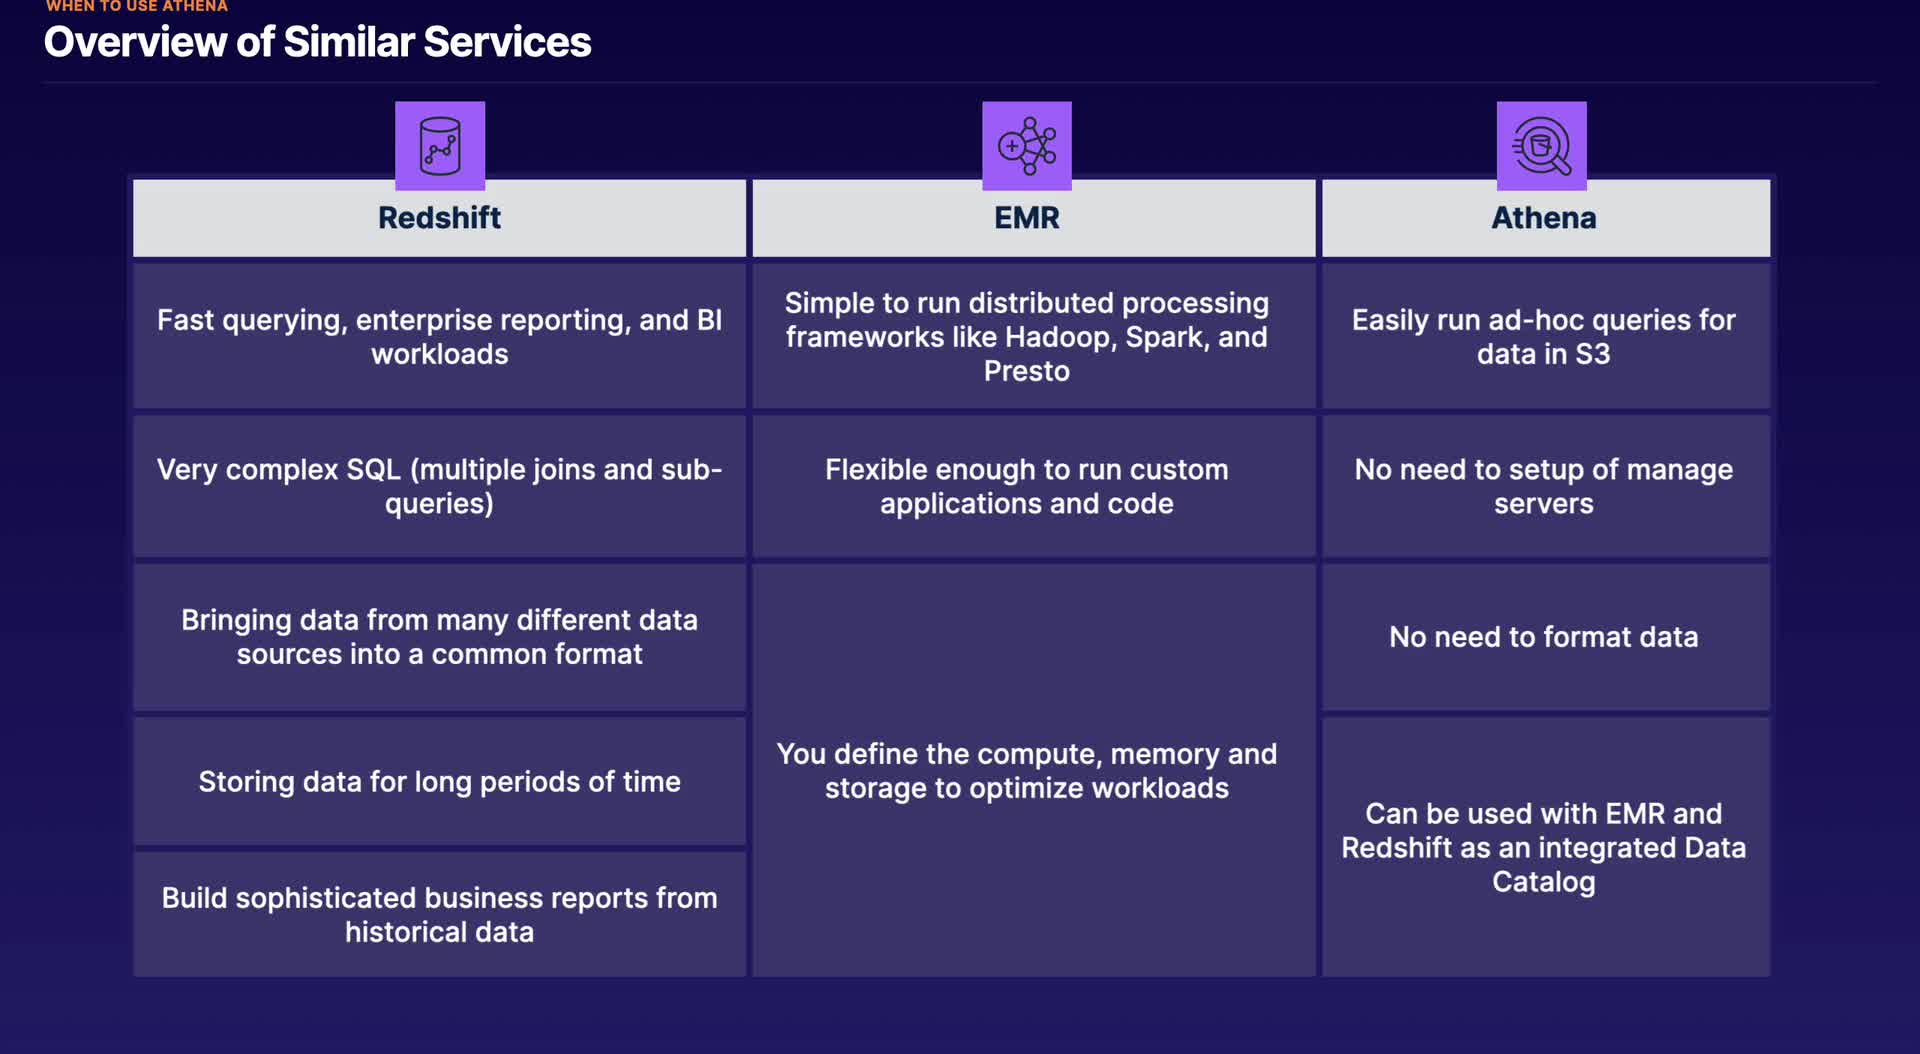 WHEN TO USE ATHENA
Overview of Similar Services
Redshift
EMR
Athena
Fast querying, enterprise reporting, and BI
workloads
Simple to run distributed processing
frameworks like Hadoop, Spark, and
Presto
Easily run ad-hoc queries for
data in S3
Very complex SQL (multiple joins and sub-
queries)
Flexible enough to run custom
applications and code
No need to setup of manage
servers
Bringing data from many different data
sources into a common format
You define the compute, memory and
storage to optimize workloads
No need to format data
Storing data for long periods of time
Can be used with EMR and
Redshift as an integrated Data
Catalog
Build sophisticated business reports from
historical data